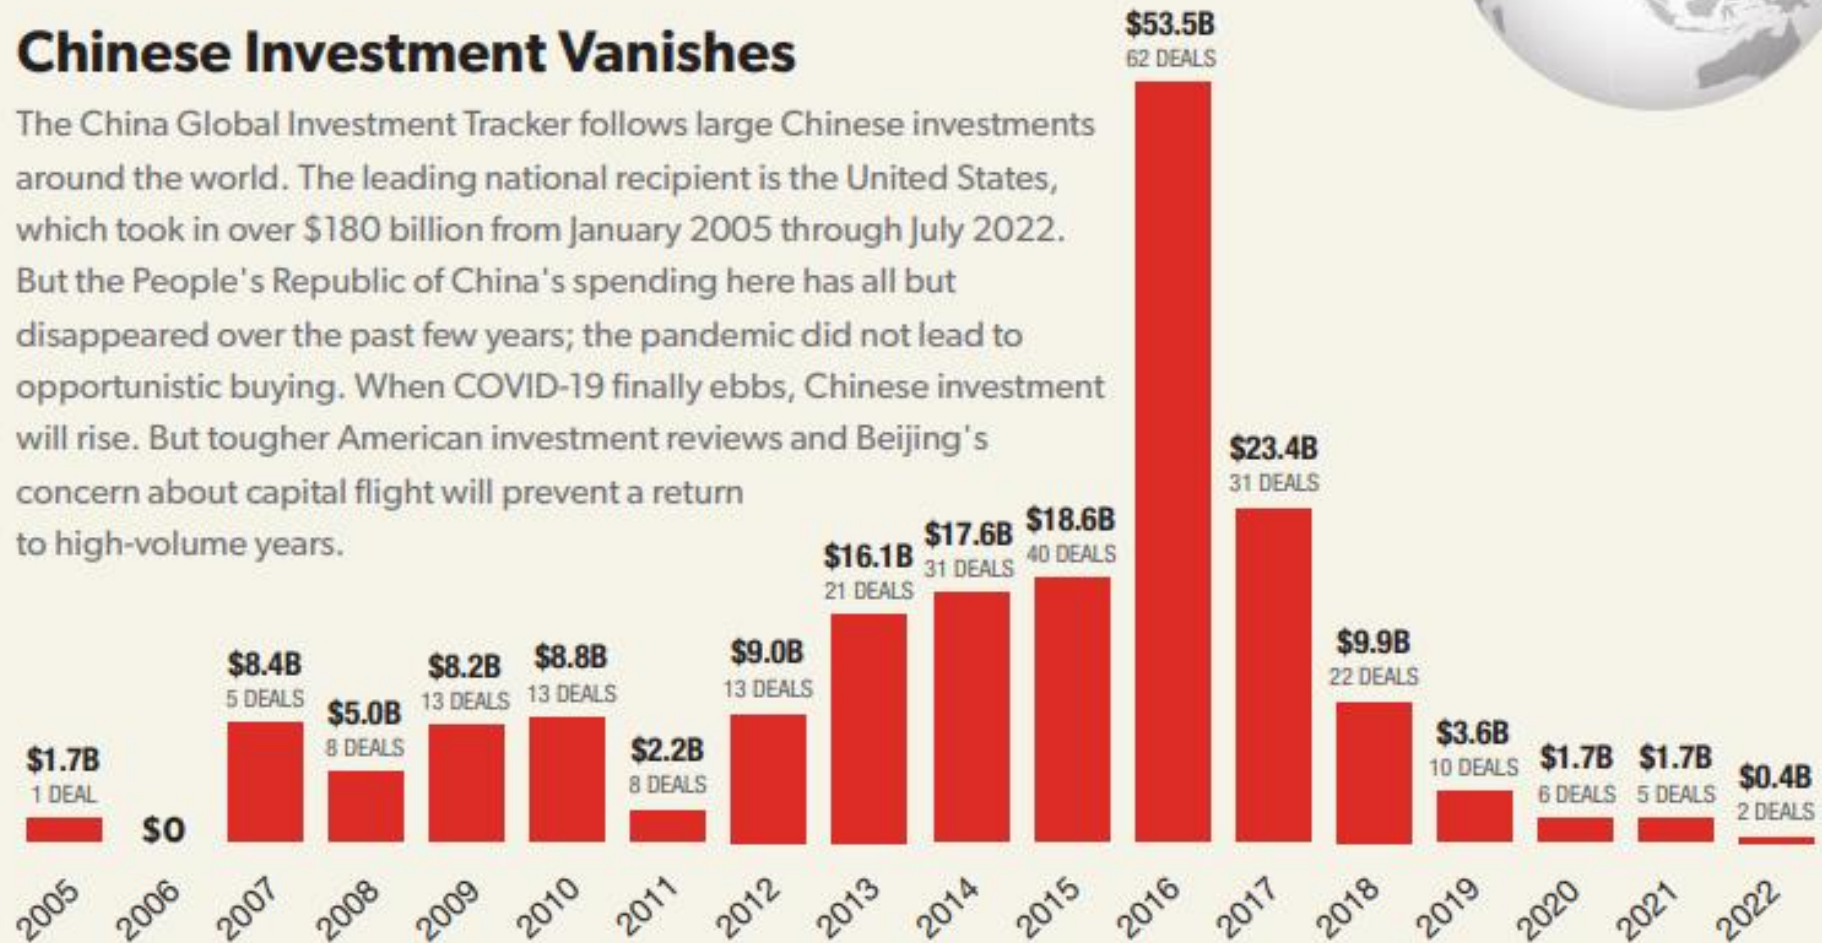 Chinese Investment Vanishes
The China Global Investment Tracker follows large Chinese investments
around the world. The leading national recipient is the United States,
which took in over $180 billion from January 2005 through July 2022.
But the People's Republic of China's spending here has all but
disappeared over the past few years; the pandemic did not lead to
opportunistic buying. When COVID-19 finally ebbs, Chinese investment
will rise. But tougher American investment reviews and Beijing's
concern about capital flight will prevent a return
to high-volume years.
$1.7B
1 DEAL
$0
$8.4B
5 DEALS
$5.0B
8 DEALS
$8.2B
13 DEALS
$8.8B
13 DEALS
$2.2B
8 DEALS
$9.0B
13 DEALS
$16.1B
21 DEALS
$17.6B
31 DEALS
$18.6B
40 DEALS
$53.5B
62 DEALS
$23.4B
31 DEALS
$9.9B
22 DEALS
$3.6B
10 DEALS
$1.7B
6 DEALS
$1.7B
5 DEALS
$0.4B
2 DEALS
2005
2006
2007
2008
2009
2010
2011
2012
2013
2014
2015
2016
2017
2018
2019
2020
2021
2022